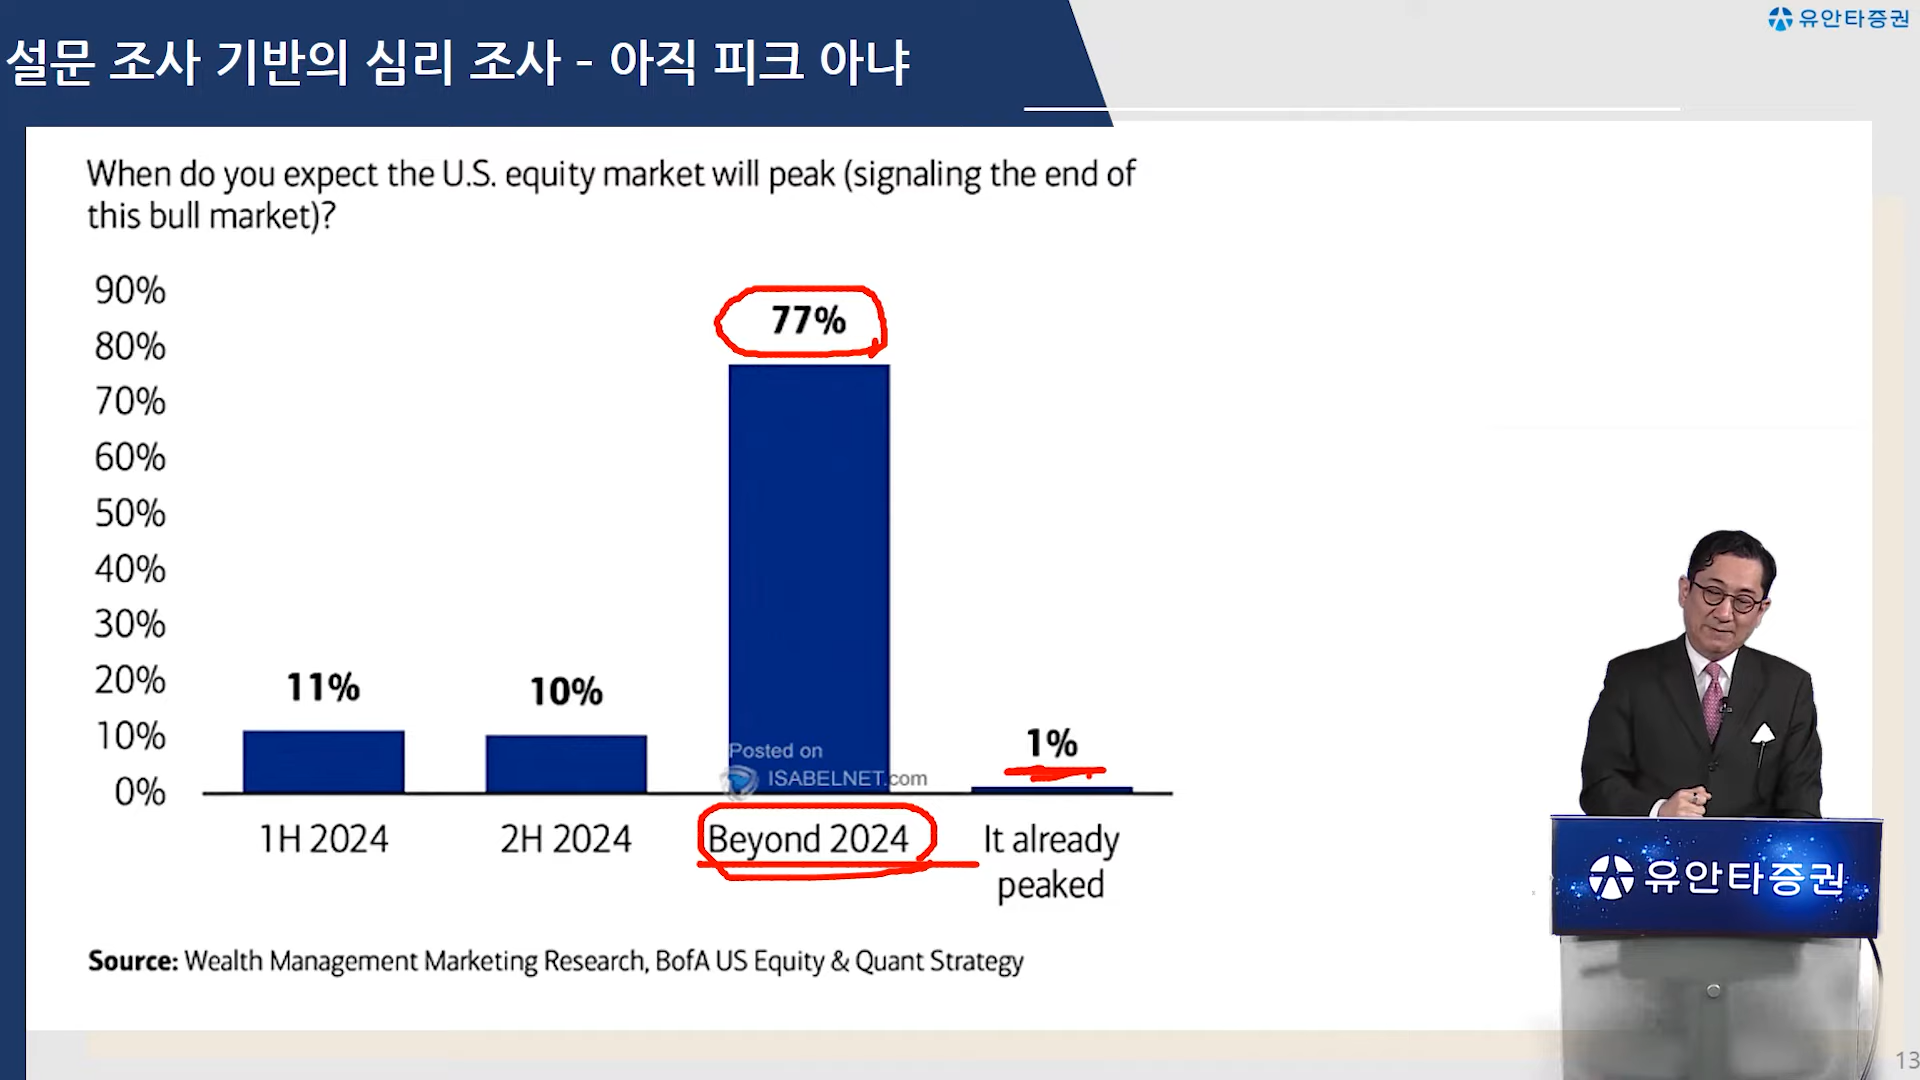 설문 조사 기반의 심리 조사 - 아직 피크 아냐
유안타증권
When do you expect the U.S. equity market will peak (signaling the end of
this bull market)?
90%
80%
70%
60%
50%
40%
30%
20%
10%
0%
11%
10%
77%
1%
Posted on
ISABELNET.com
1H 2024
2H 2024
Beyond 2024
It already
peaked
Source: Wealth Management Marketing Research, BofA US Equity & Quant Strategy
유안타증권
13